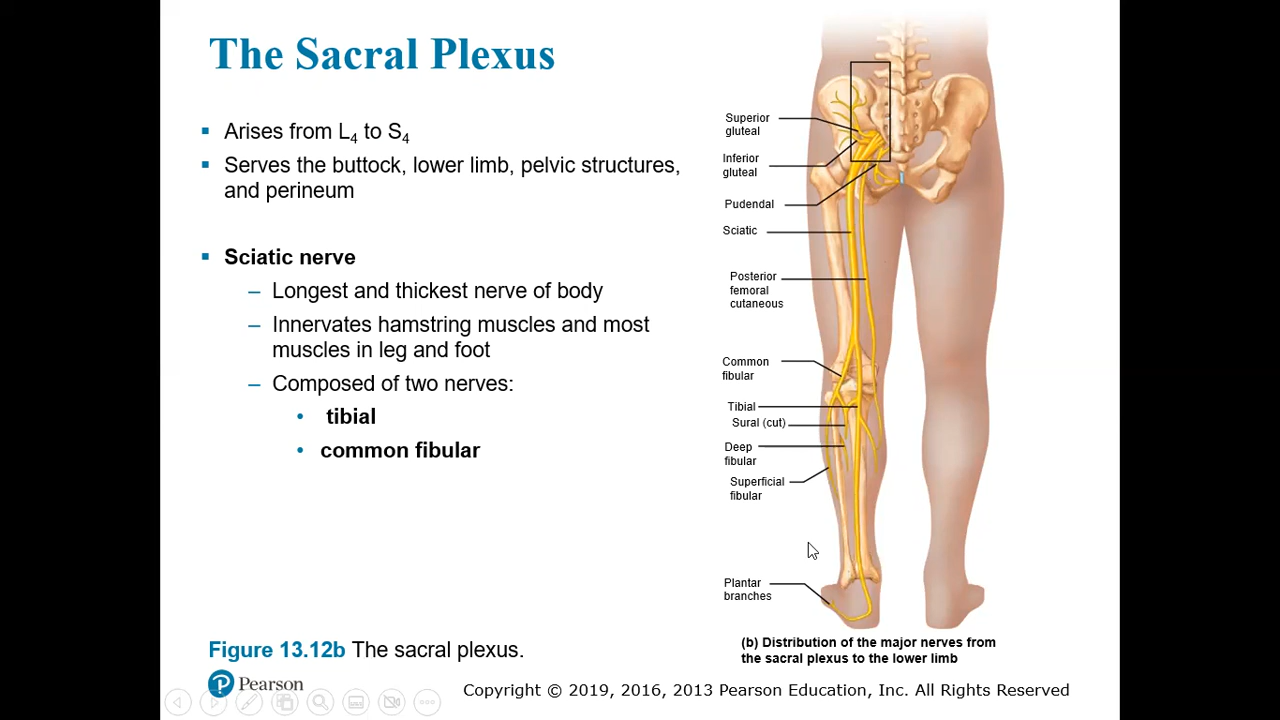 The Sacral Plexus
▪ Arises from L4 to S4
▪ Serves the buttock, lower limb, pelvic structures,
and perineum
▪ Sciatic nerve
– Longest and thickest nerve of body
– Innervates hamstring muscles and most
muscles in leg and foot
– Composed of two nerves:
• tibial
• common fibular
Superior
gluteal
Inferior
gluteal
Pudendal
Sciatic
Posterior
femoral
cutaneous
Common
fibular
Tibial
Sural (cut)
Deep
fibular
Superficial
fibular
Plantar
branches
(b) Distribution of the major nerves from
the sacral plexus to the lower limb
Figure 13.12b The sacral plexus.
Pearson
Copyright © 2019, 2016, 2013 Pearson Education, Inc. All Rights Reserved